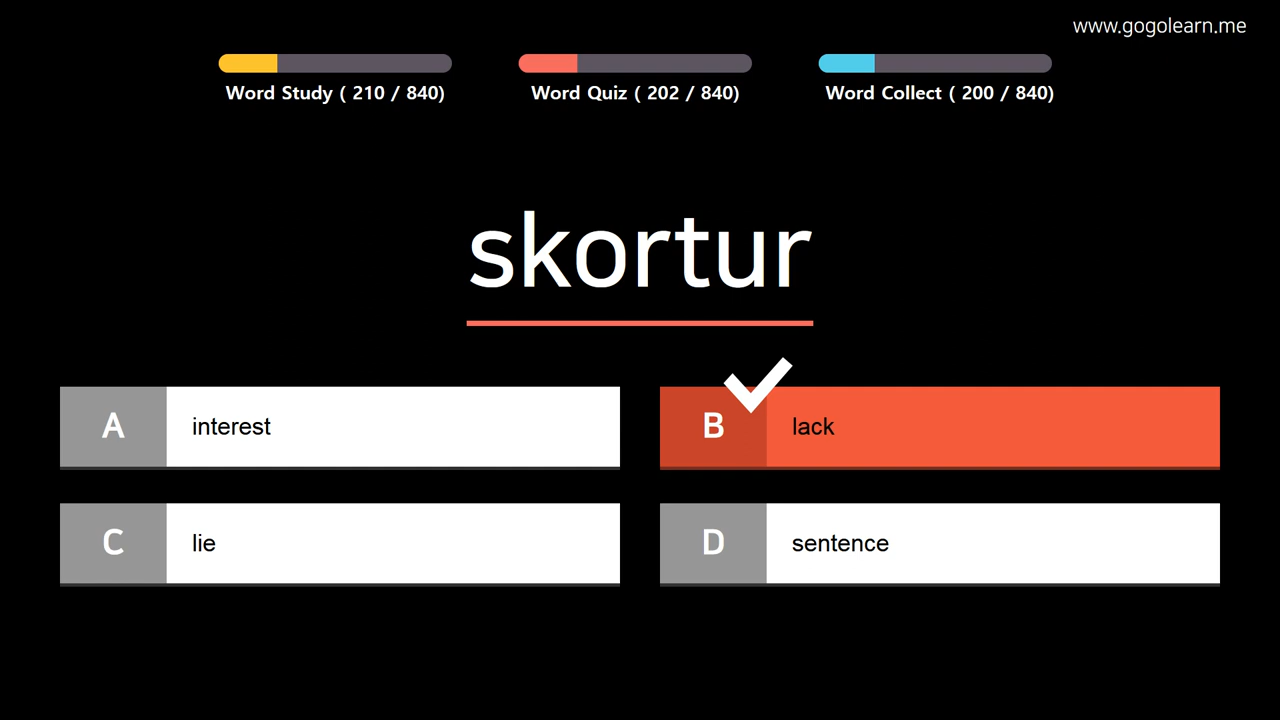 www.gogolearn.me
Word Study ( 210 / 840)
Word Quiz ( 202 / 840)
Word Collect ( 200 / 840)
skortur
A interest
B lack
C lie
D sentence